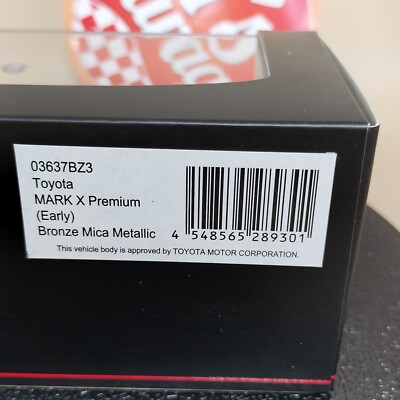 03637BZ3
Toyota
MARK X Premium
(Early)
Bronze Mica Metallic
4 548565 289301
This vehicle body is approved by TOYOTA MOTOR CORPORATION.